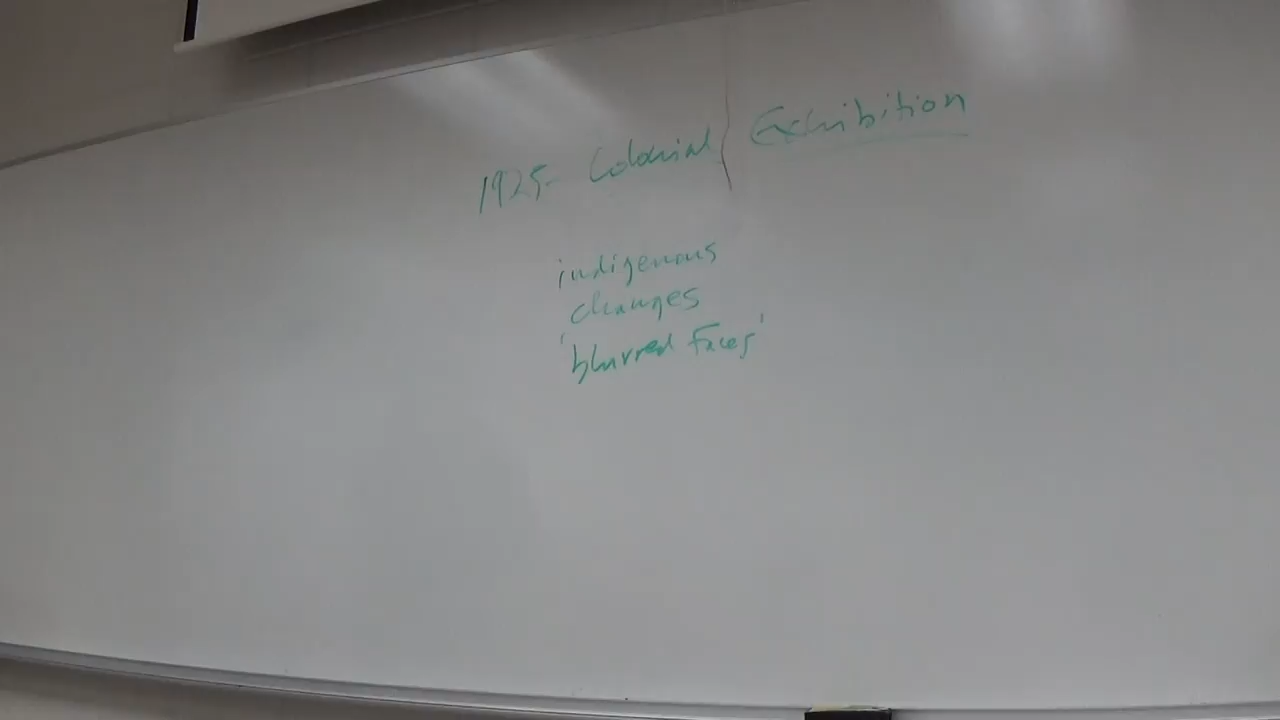 1925- Colonial Exhibition
indigenous
changes
'blurred Faces'